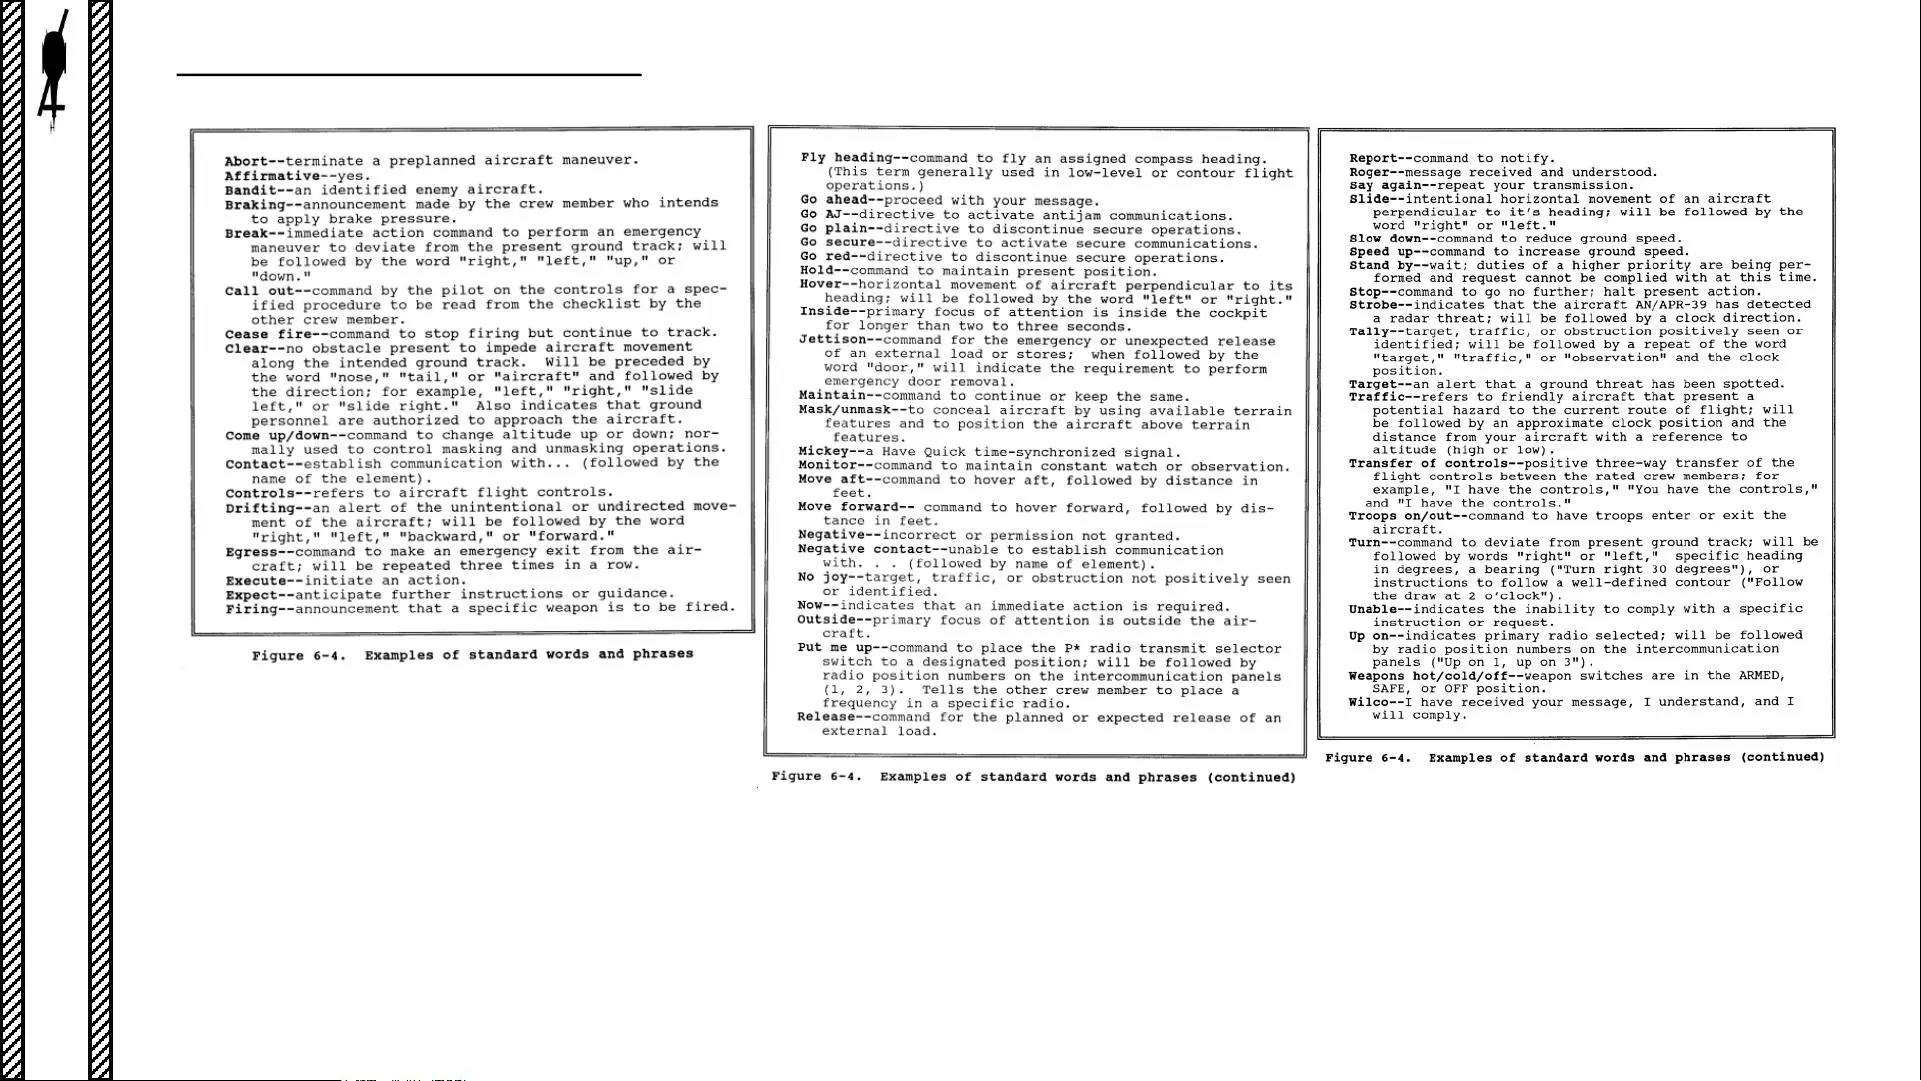 Abort--terminate a preplanned aircraft maneuver.
Affirmative--yes.
Bandit--an identified enemy aircraft.
Braking--announcement made by the crew member who intends
to apply brake pressure.
Break--immediate action command to perform an emergency
maneuver to deviate from the present ground track; will
be followed by the word "right," "left," "up," or
"down."
Call out--command by the pilot on the controls for a spec-
ified procedure to be read from the checklist by the
other crew member.
Cease fire--command to stop firing but continue to track.
Clear--no obstacle present to impede aircraft movement
along the intended ground track. Will be preceded by
the word "nose," "tail," or "aircraft" and followed by
the direction; for example, "left," "right," "slide
left," or "slide right." Also indicates that ground
personnel are authorized to approach the aircraft.
Come up/down--command to change altitude up or down; nor-
mally used to control masking and unmasking operations.
Contact--establish communication with... (followed by the
name of the element).
Controls--refers to aircraft flight controls.
Drifting--an alert of the unintentional or undirected move-
ment of the aircraft; will be followed by the word
"right," "left," "backward," or "forward."
Egress--command to make an emergency exit from the air-
craft; will be repeated three times in a row.
Execute--initiate an action.
Expect--anticipate further instructions or guidance.
Firing--announcement that a specific weapon is to be fired.
Figure 6-4. Examples of standard words and phrases
Fly heading--command to fly an assigned compass heading.
(This term generally used in low-level or contour flight
operations.)
Go ahead--proceed with your message.
Go AJ--directive to activate antijam communications.
Go plain--directive to discontinue secure operations.
Go secure--directive to activate secure communications.
Go red--directive to discontinue secure operations.
Hold--command to maintain present position.
Hover--horizontal movement of aircraft perpendicular to its
heading; will be followed by the word "left" or "right."
Inside--primary focus of attention is inside the cockpit
for longer than two to three seconds.
Jettison--command for the emergency or unexpected release
of an external load or stores; when followed by the
word "door," will indicate the requirement to perform
emergency door removal.
Maintain--command to continue or keep the same.
Mask/unmask--to conceal aircraft by using available terrain
features and to position the aircraft above terrain
features.
Mickey--a Have Quick time-synchronized signal.
Monitor--command to maintain constant watch or observation.
Move aft--command to hover aft, followed by distance in
feet.
Move forward-- command to hover forward, followed by dis-
tance in feet.
Negative--incorrect or permission not granted.
Negative contact--unable to establish communication
with. . . (followed by name of element).
No joy--target, traffic, or obstruction not positively seen
or identified.
Now--indicates that an immediate action is required.
Outside--primary focus of attention is outside the air-
craft.
Put me up--command to place the P* radio transmit selector
switch to a designated position; will be followed by
radio position numbers on the intercommunication panels
(1, 2, 3). Tells the other crew member to place a
frequency in a specific radio.
Release--command for the planned or expected release of an
external load.
Figure 6-4. Examples of standard words and phrases (continued)
Report--command to notify.
Roger--message received and understood.
Say again--repeat your transmission.
Slide--intentional horizontal movement of an aircraft
perpendicular to it's heading; will be followed by the
word "right" or "left."
Slow down--command to reduce ground speed.
Speed up--command to increase ground speed.
Stand by--wait; duties of a higher priority are being per-
formed and request cannot be complied with at this time.
Stop--command to go no further; halt present action.
Strobe--indicates that the aircraft AN/APR-39 has detected
a radar threat; will be followed by a clock direction.
Tally--target, traffic, or obstruction positively seen or
identified; will be followed by a repeat of the word
"target," "traffic," or "observation" and the clock
position.
Target--an alert that a ground threat has been spotted.
Traffic--refers to friendly aircraft that present a
potential hazard to the current route of flight; will
be followed by an approximate clock position and the
distance from your aircraft with a reference to
altitude (high or low).
Transfer of controls--positive three-way transfer of the
flight controls between the rated crew members; for
example, "I have the controls," "You have the controls,"
and "I have the controls."
Troops on/out--command to have troops enter or exit the
aircraft.
Turn--command to deviate from present ground track; will be
followed by words "right" or "left," specific heading
in degrees, a bearing ("Turn right 30 degrees"), or
instructions to follow a well-defined contour ("Follow
the draw at 2 o'clock").
Unable--indicates the inability to comply with a specific
instruction or request.
Up on--indicates primary radio selected; will be followed
by radio position numbers on the intercommunication
panels ("Up on 1, up on 3").
Weapons hot/cold/off--weapon switches are in the ARMED,
SAFE, or OFF position.
Wilco--I have received your message, I understand, and I
will comply.
Figure 6-4. Examples of standard words and phrases (continued)